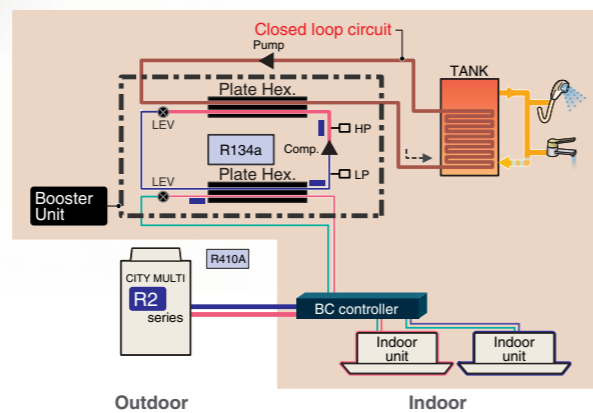 Closed loop circuit
Pump
TANK
Plate Hex.
LEV
HP
R134a
Comp.
LP
Plate Hex.
LEV
Booster
Unit
R410A
CITY MULTI
R2
series
BC controller
Indoor
unit
Indoor
unit
Outdoor
Indoor